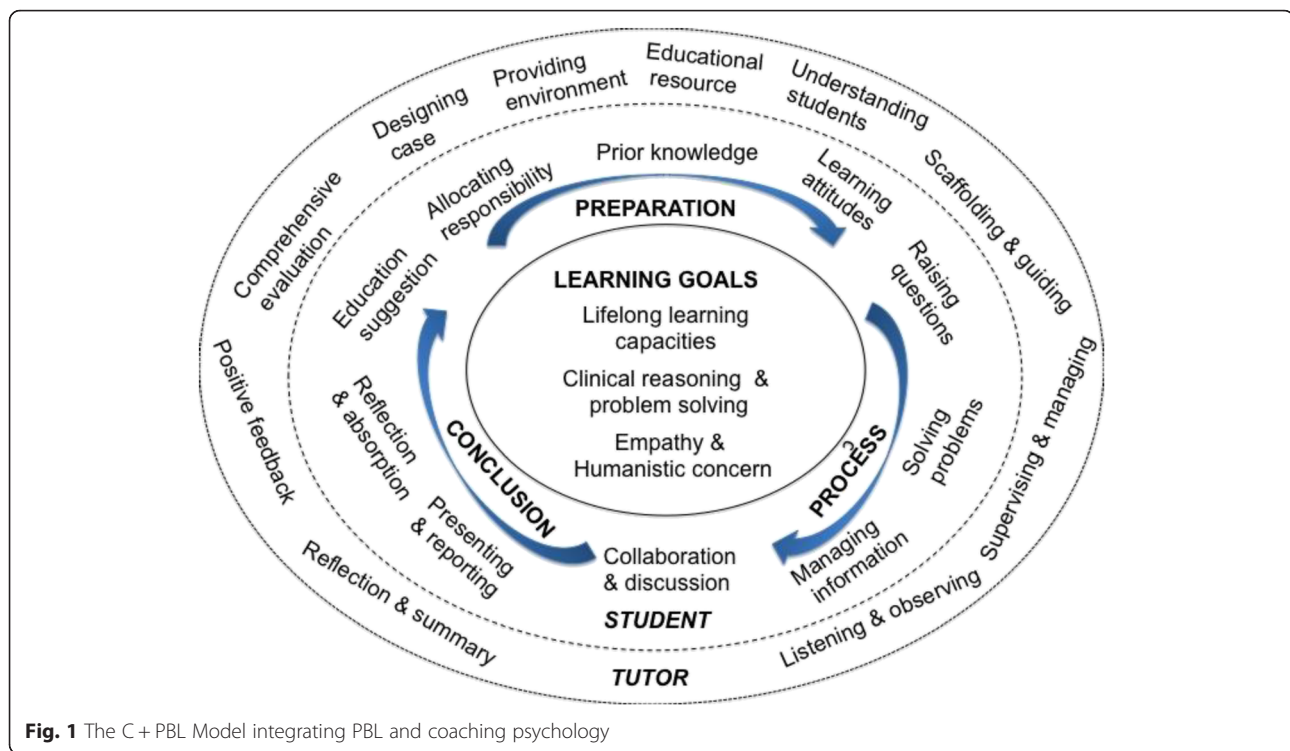 Educational
resource
Providing
environment
Understanding
students
Designing
case
Scaffolding & guiding
Comprehensive
evaluation
Supervising & managing
Positive feedback
Listening & observing
Reflection & summary
TUTOR
Prior knowledge
Allocating
responsibility
Learning
attitudes
Education
suggestion
Raising
questions
Solving
problems
Reflection
& absorption
Managing
information
Presenting
& reporting
Collaboration
& discussion
STUDENT
PREPARATION
PROCESS
CONCLUSION
LEARNING GOALS
Lifelong learning
capacities
Clinical reasoning &
problem solving
Empathy &
Humanistic concern
Fig. 1 The C + PBL Model integrating PBL and coaching psychology